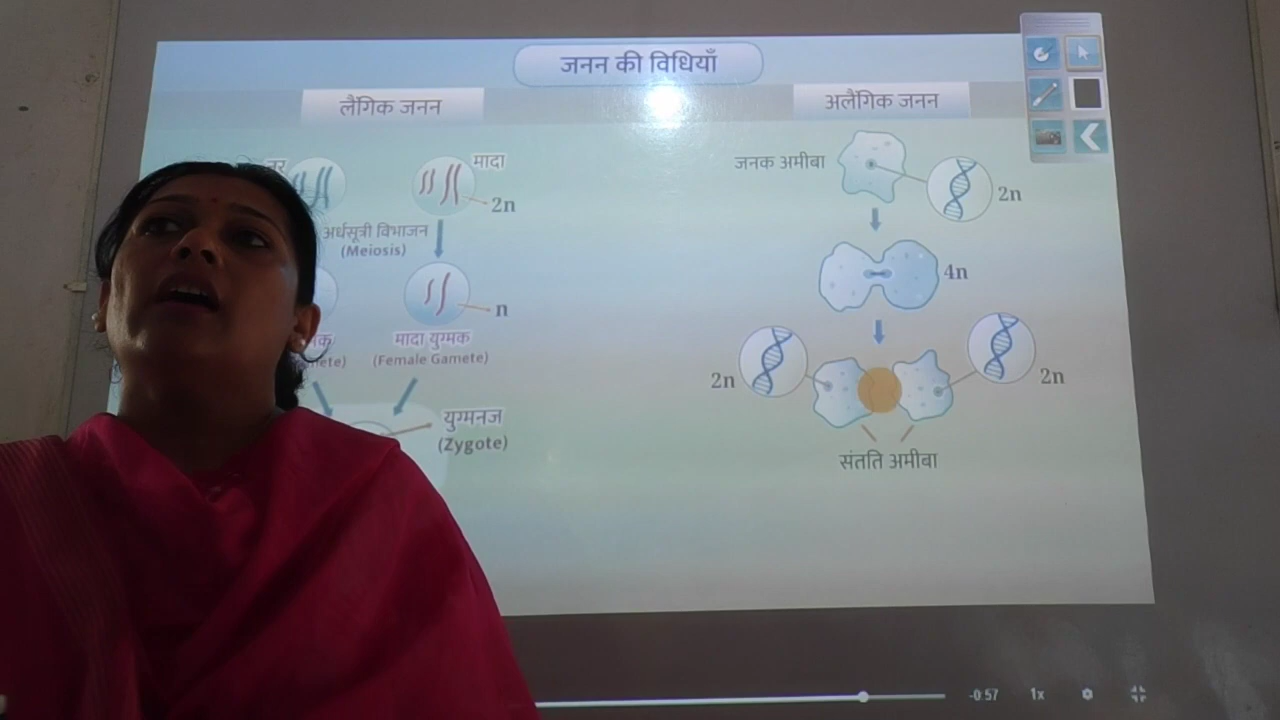 जनन की विधियाँ
लैंगिक जनन
अलैंगिक जनन
नर
मादा
2n
अर्धसूत्री विभाजन
(Meiosis)
n
मादा युग्मक
(Female Gamete)
युग्मनज
(Zygote)
जनक अमीबा
2n
4n
2n
2n
संतति अमीबा
-0:57
1x